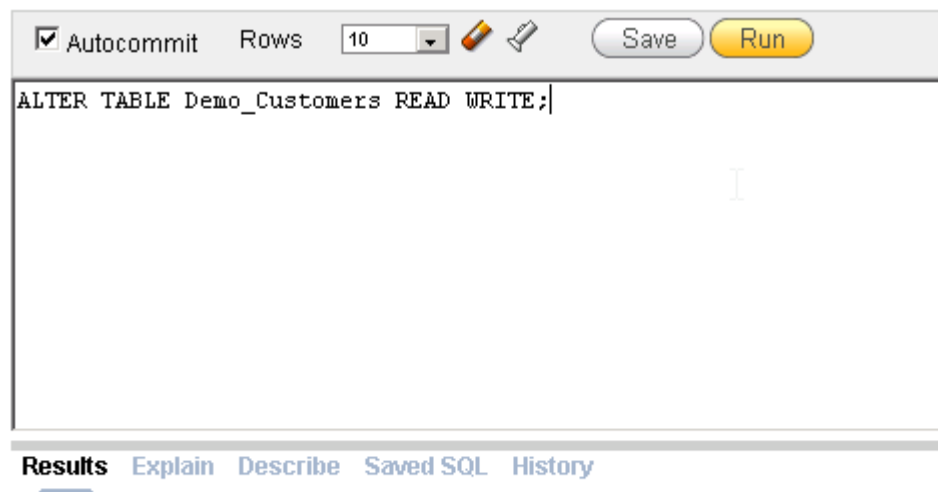 Autocommit Rows 10 Save Run
ALTER TABLE Demo_Customers READ WRITE;
Results Explain Describe Saved SQL History